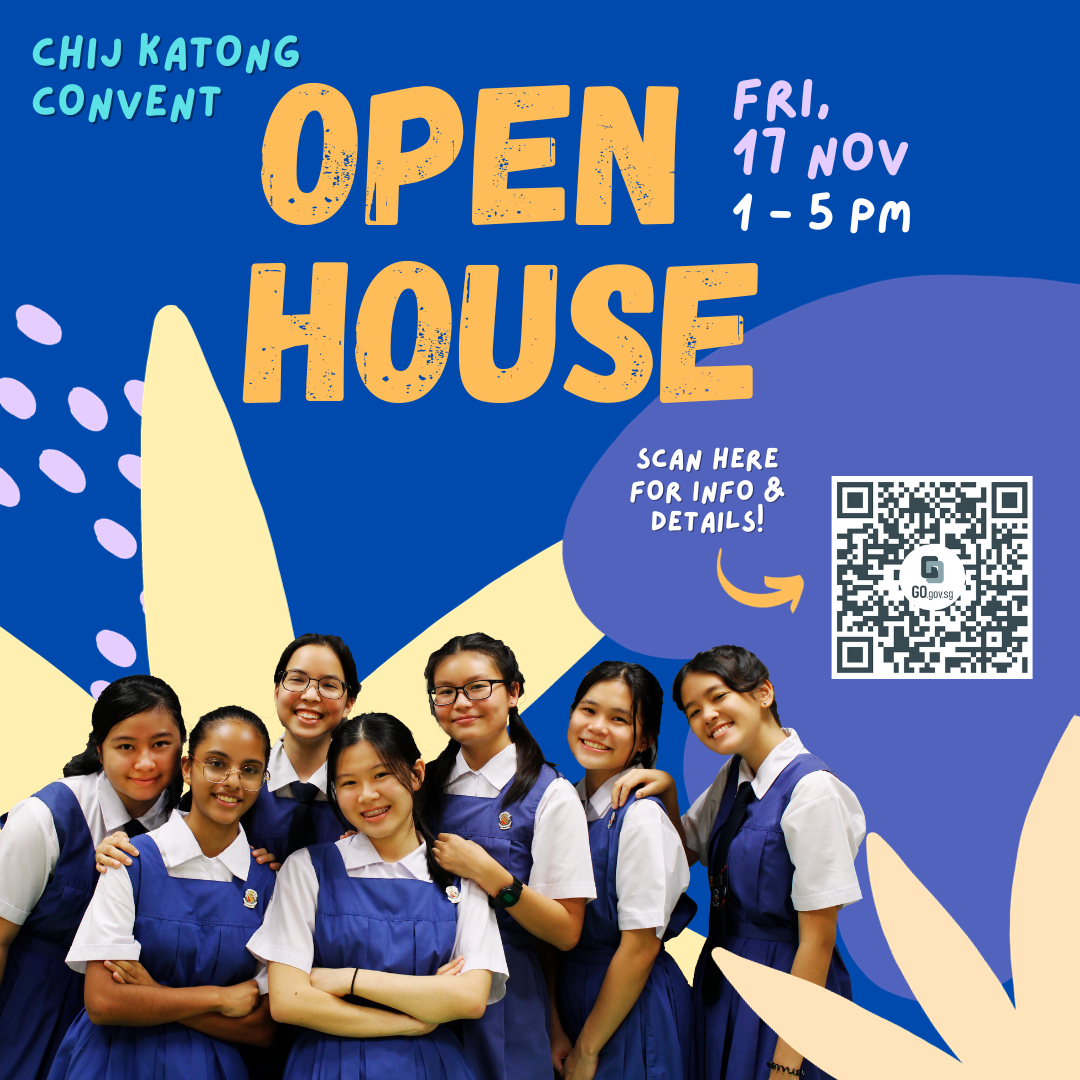 CHIJ KATONG
CONVENT
OPEN
HOUSE
FRI,
17 NOV
1 - 5 PM
SCAN HERE
FOR INFO &
DETAILS!
GO.gov.sg